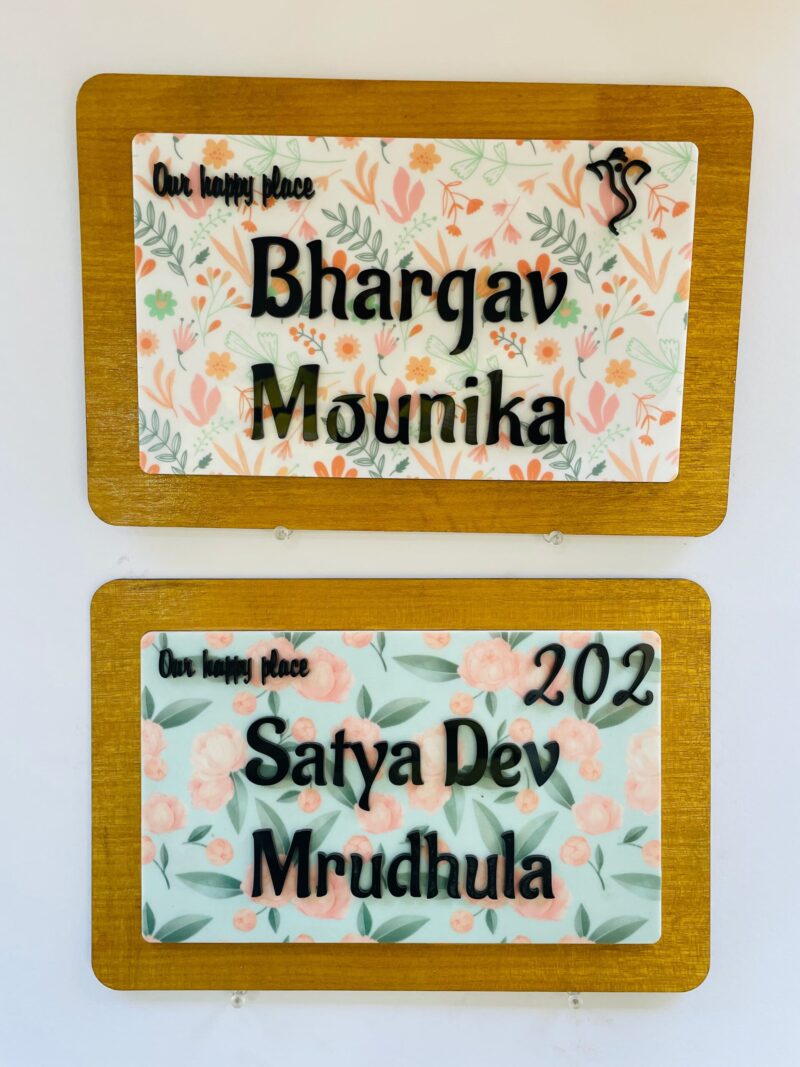 Our happy place
Bhargav
Mounika
Our happy place
202
Satya Dev
Mrudhula